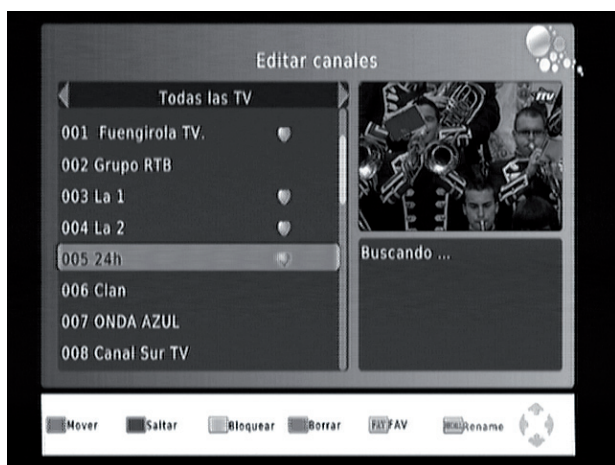 Editar canales
Todas las TV
001 Fuengirola TV.
002 Grupo RTB
003 La 1
004 La 2
005 24h
006 Clan
007 ONDA AZUL
008 Canal Sur TV
Buscando ...
Mover Saltar Bloquear Borrar FAV FAV Rename